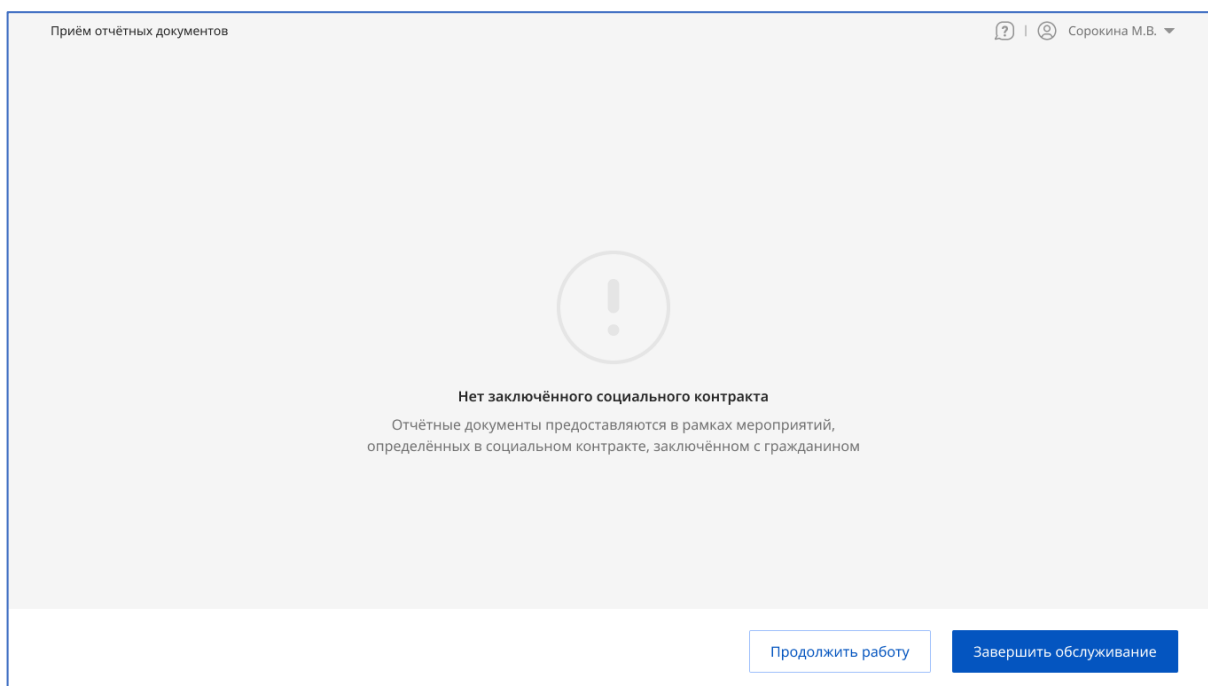 Приём отчётных документов
? | Сорокина М.В.
Нет заключённого социального контракта
Отчётные документы предоставляются в рамках мероприятий,
определённых в социальном контракте, заключённом с гражданином
Продолжить работу
Завершить обслуживание